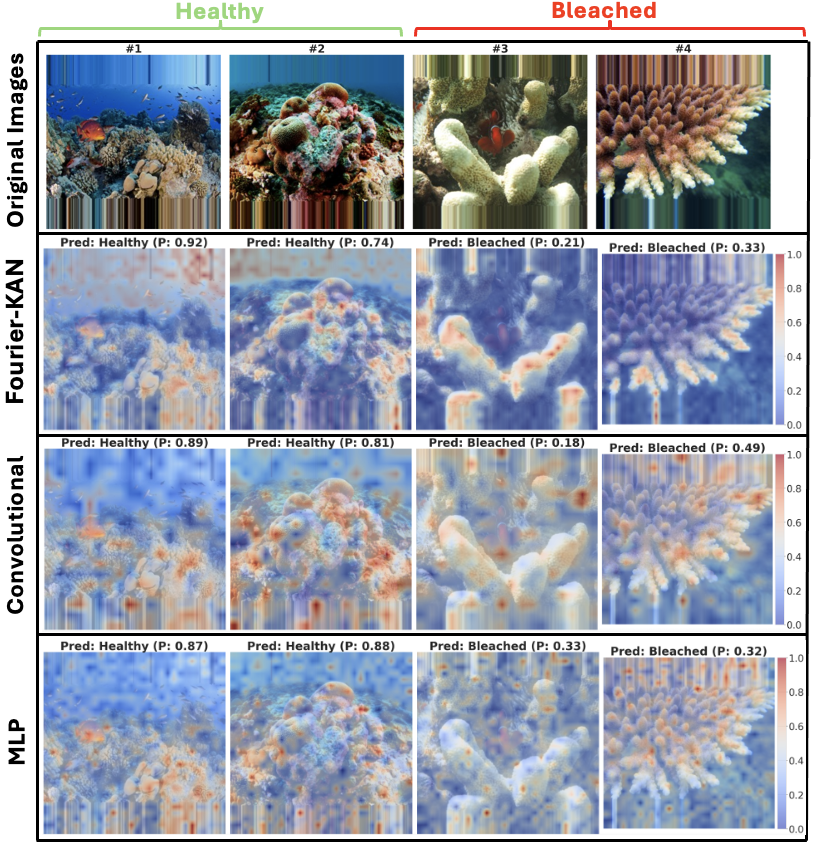 Healthy
Bleached
#1
#2
#3
#4
Original Images
Pred: Healthy (P: 0.92)
Pred: Healthy (P: 0.74)
Pred: Bleached (P: 0.21)
Pred: Bleached (P: 0.33)
Fourier-KAN
1.0
0.8
0.6
0.4
0.2
0.0
Pred: Healthy (P: 0.89)
Pred: Healthy (P: 0.81)
Pred: Bleached (P: 0.18)
Pred: Bleached (P: 0.49)
Convolutional
1.0
0.8
0.6
0.4
0.2
0.0
Pred: Healthy (P: 0.87)
Pred: Healthy (P: 0.88)
Pred: Bleached (P: 0.33)
Pred: Bleached (P: 0.32)
MLP
1.0
0.8
0.6
0.4
0.2
0.0